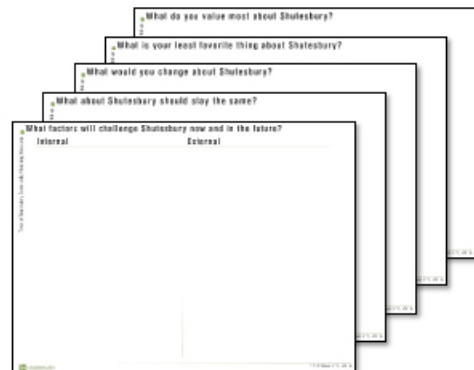 What do you value most about Shutesbury?
What is your least favorite thing about Shutesbury?
What would you change about Shutesbury?
What about Shutesbury should stay the same?
What factors will challenge Shutesbury now and in the future?
Internal External